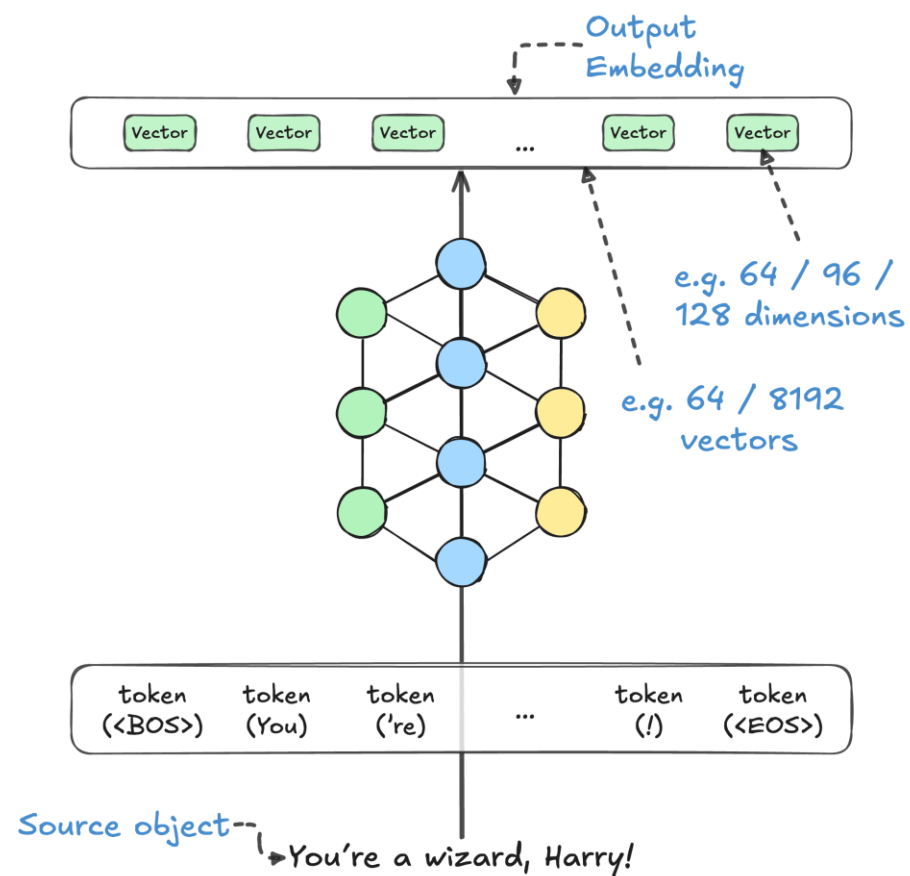 Output
Embedding
Vector
Vector
Vector
...
Vector
Vector
e.g. 64 / 96 /
128 dimensions
e.g. 64 / 8192
vectors
token
(<BOS>)
token
(You)
token
('re)
...
token
(!)
token
(<EOS>)
Source object
You're a wizard, Harry!